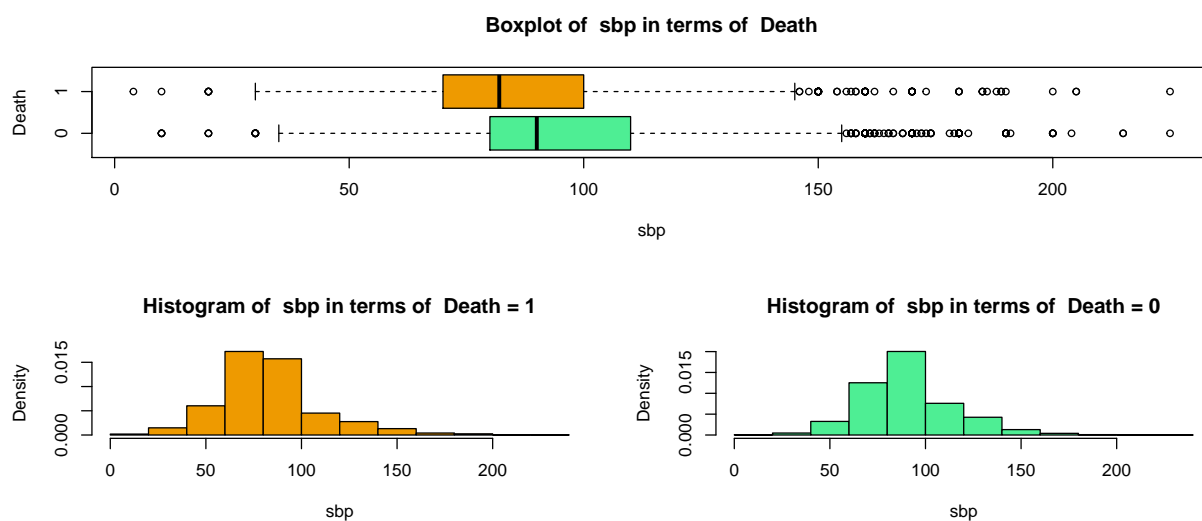 Boxplot of  sbp in terms of  Death
Death
1
0
0 50 100 150 200
sbp
Histogram of  sbp in terms of  Death = 1
Density
0.015
0.000
0 50 100 150 200
sbp
Histogram of  sbp in terms of  Death = 0
Density
0.015
0.000
0 50 100 150 200
sbp